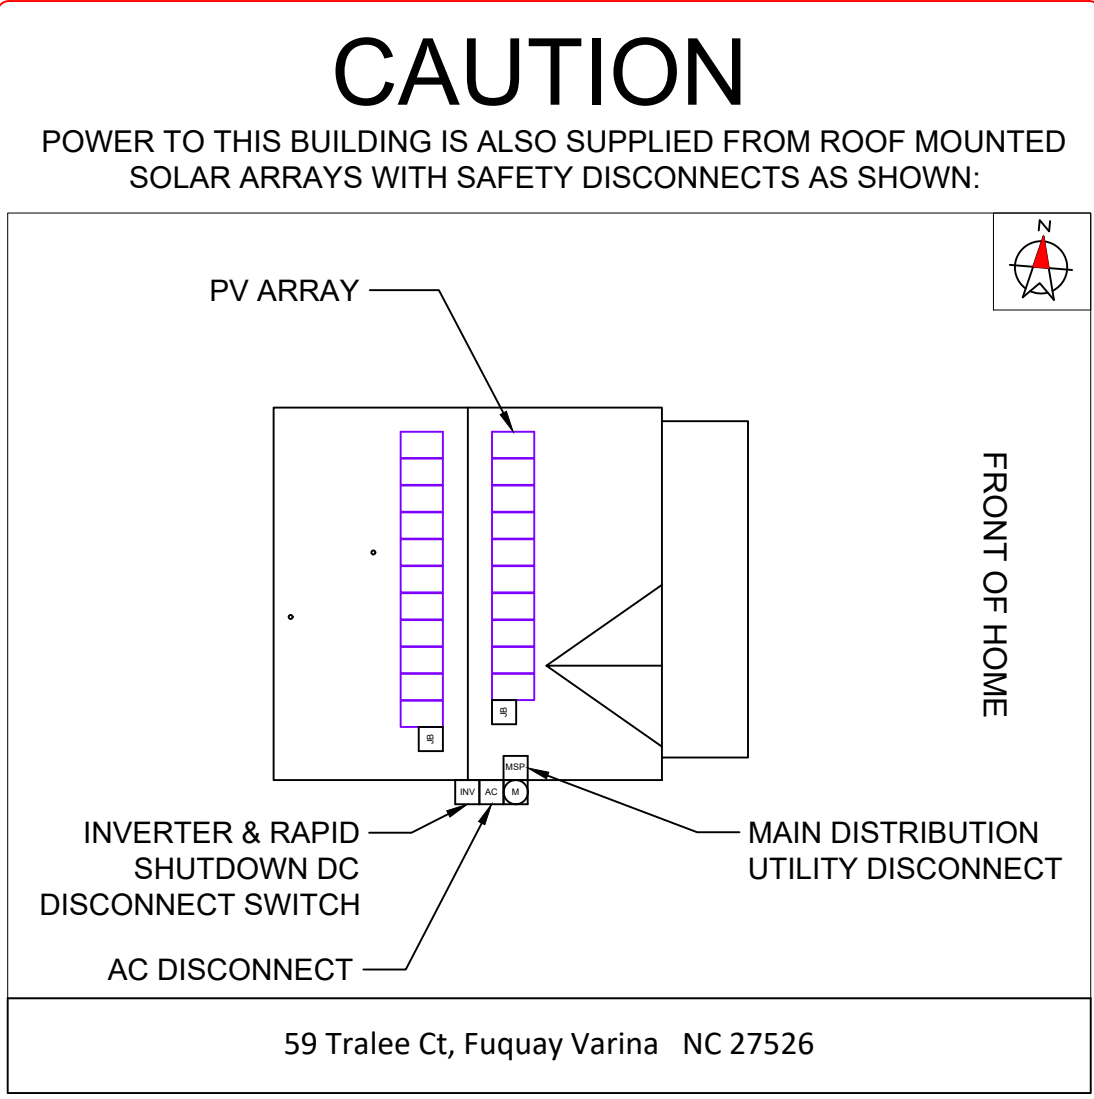 CAUTION
POWER TO THIS BUILDING IS ALSO SUPPLIED FROM ROOF MOUNTED
SOLAR ARRAYS WITH SAFETY DISCONNECTS AS SHOWN:
N
PV ARRAY
FRONT OF HOME
JB
JB
MSP
INV
AC
M
INVERTER & RAPID
SHUTDOWN DC
DISCONNECT SWITCH
MAIN DISTRIBUTION
UTILITY DISCONNECT
AC DISCONNECT
59 Tralee Ct, Fuquay Varina NC 27526